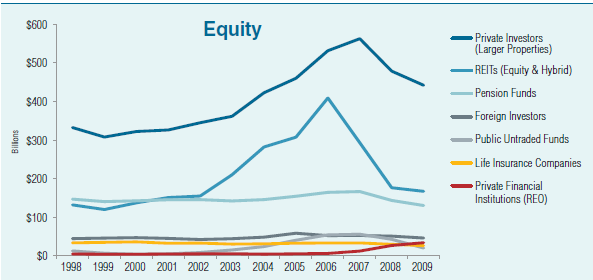 Equity
$600
$500
$400
$300
$200
$100
$0
Billions
1998 1999 2000 2001 2002 2003 2004 2005 2006 2007 2008 2009
Private Investors
(Larger Properties)
REITs (Equity & Hybrid)
Pension Funds
Foreign Investors
Public Untraded Funds
Life Insurance Companies
Private Financial
Institutions (REO)